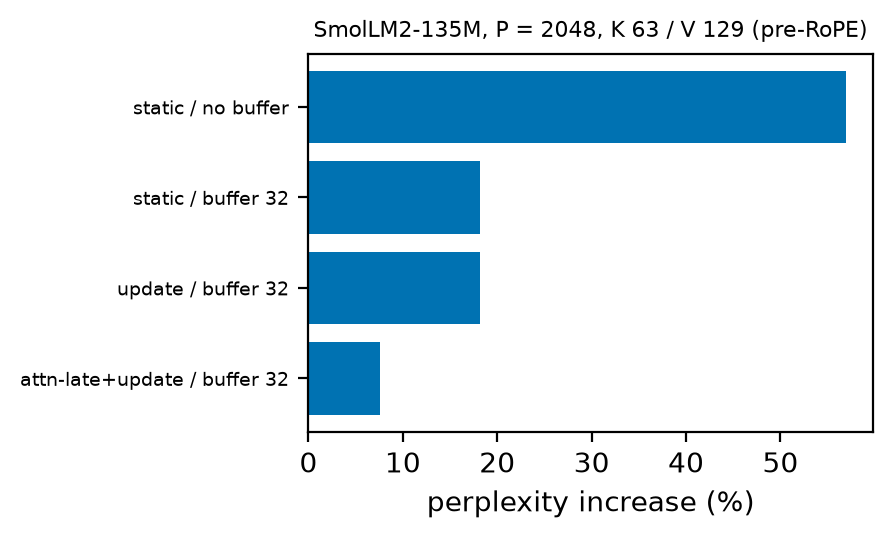 SmolLM2-135M, P = 2048, K 63 / V 129 (pre-RoPE)
static / no buffer
static / buffer 32
update / buffer 32
attn-late+update / buffer 32
0 10 20 30 40 50
perplexity increase (%)